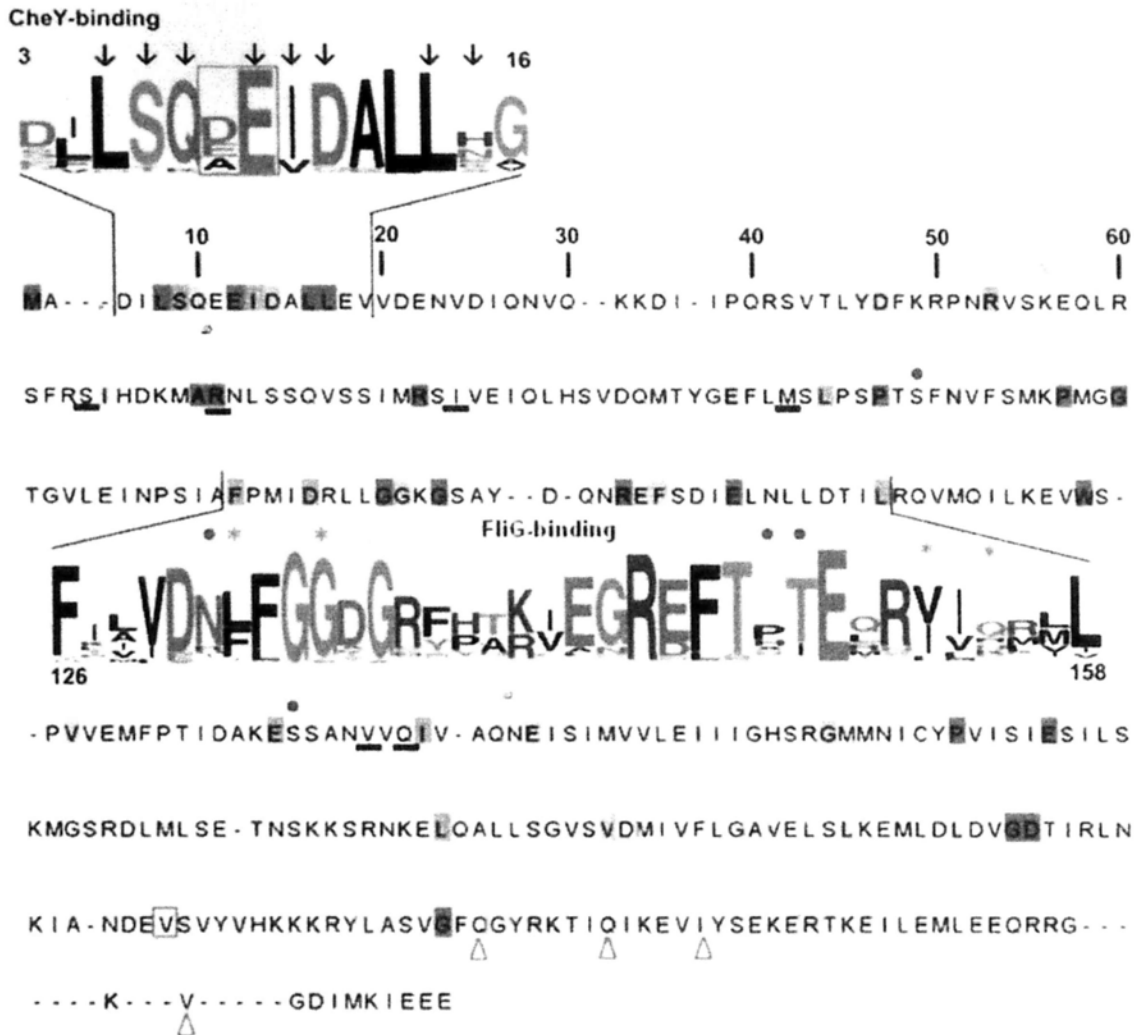 CheY-binding
3 16
10 20 30 40 50 60
MA---DILSQEEIDALLEVVDENVDIQNVQ--KKDI-IPQRSVTLYDFKRPNRVSKEQLR
SFRSIHDKMARNLSSQVSSIMRSIVEIQLHSVDQMTYGEFLMSLPSPTSFNVFSMKPMGG
TGVLEINPSIAFPMIDRLLGGKGSAY--D-QNREFSDIELNLLDTILRQVMQILKEVWS-
FliG-binding
126 158
-PVVEMFPTIDAKESSANVVQIV-AQNEISIMVVLEIIIGHSRGMMNICYPVISIESILS
KMGSRDLMLSE-TNSKKSRNKELQALLSGVSVDMIVFLGAVELSLKEMLDLDVGDTIRLN
KIA-NDEVSVYVHKKKRYLASVGFQGYRKTIQIKEVIYSEKERTKEILEMLEEQRRG---
----K---V-----GDIMKIEEE